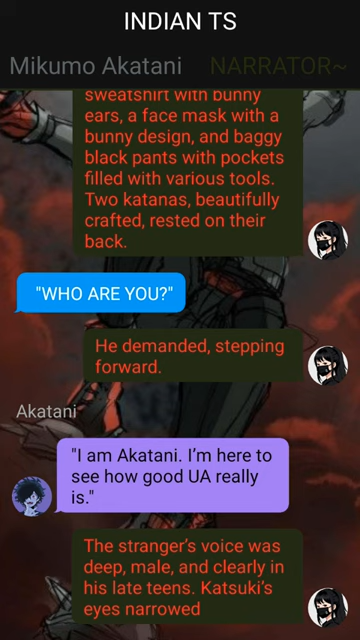 INDIAN TS
Mikumo Akatani NARRATOR~
sweatshirt with bunny
ears, a face mask with a
bunny design, and baggy
black pants with pockets
filled with various tools.
Two katanas, beautifully
crafted, rested on their
back.
"WHO ARE YOU?"
He demanded, stepping
forward.
Akatani
"I am Akatani. I’m here to
see how good UA really
is."
The stranger’s voice was
deep, male, and clearly in
his late teens. Katsuki’s
eyes narrowed